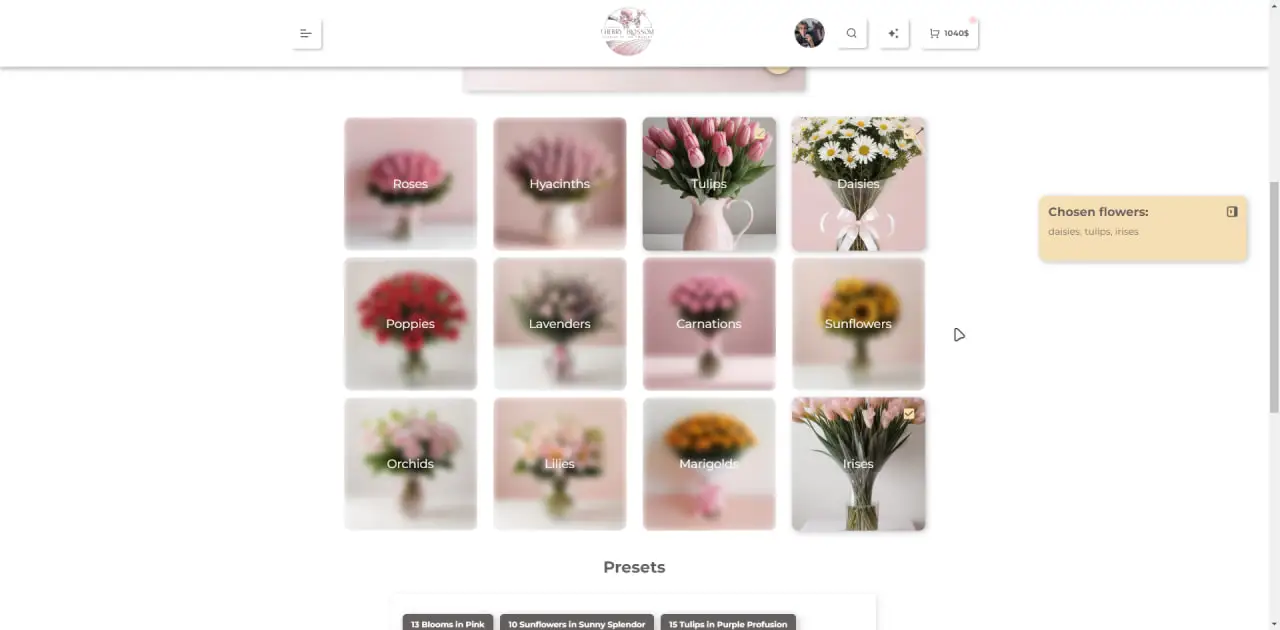 CHERRY BLOSSOM
1040$
Roses
Hyacinths
Tulips
Daisies
Chosen flowers:
daisies, tulips, irises
Poppies
Lavenders
Carnations
Sunflowers
Orchids
Lilies
Marigolds
Irises
Presets
13 Blooms in Pink
10 Sunflowers in Sunny Splendor
15 Tulips in Purple Profusion